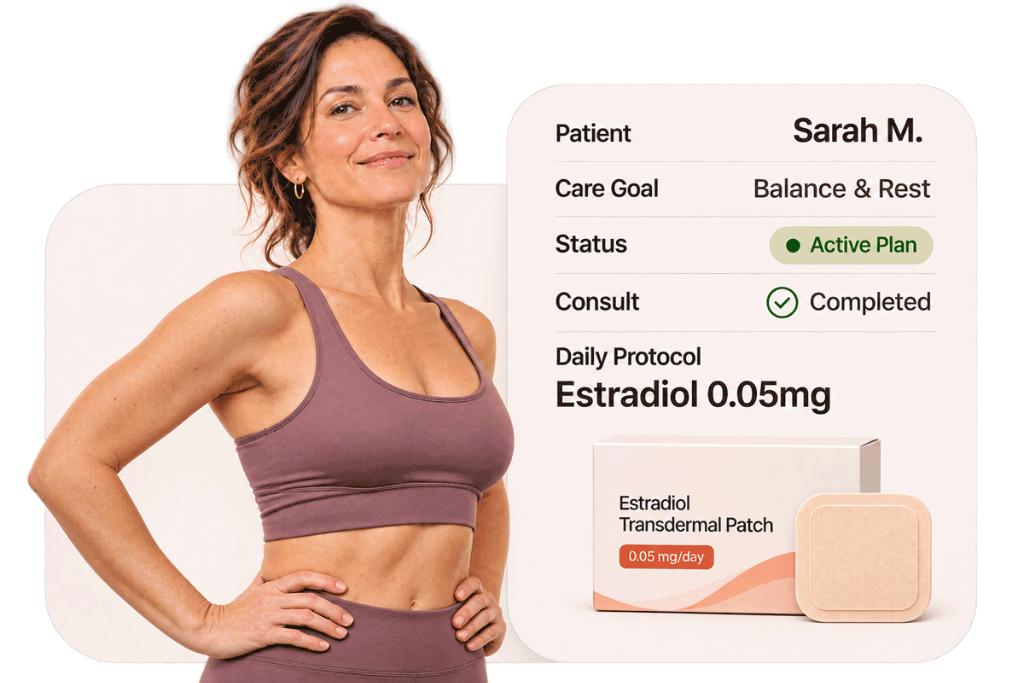 Patient Sarah M.
Care Goal Balance & Rest
Status Active Plan
Consult Completed
Daily Protocol
Estradiol 0.05mg
Estradiol
Transdermal Patch
0.05 mg/day